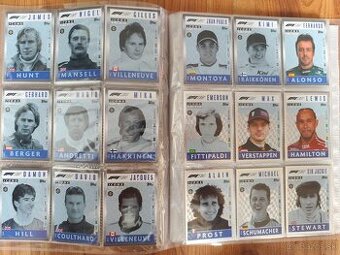 JAMES
NIGEL
GILLES
HUNT
MANSELL
VILLENEUVE
GERHARD
MARIO
MIKA
BERGER
ANDRETTI
HAKKINEN
DAMON
DAVID
JACQUES
HILL
COULTHARD
VILLENEUVE
JUAN PABLO
KIMI
FERNANDO
MONTOYA
RAIKKONEN
ALONSO
EMERSON
MAX
LEWIS
FITTIPALDI
VERSTAPPEN
HAMILTON
ALAIN
MICHAEL
SIR JACKIE
PROST
SCHUMACHER
STEWART